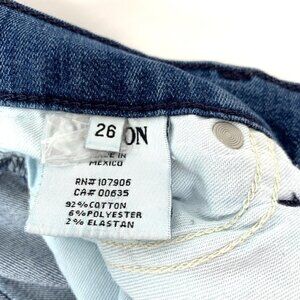 26 ON
MEXICO
RN# 107906
CA# 00635
92% COTTON
6% POLYESTER
2% ELASTAN